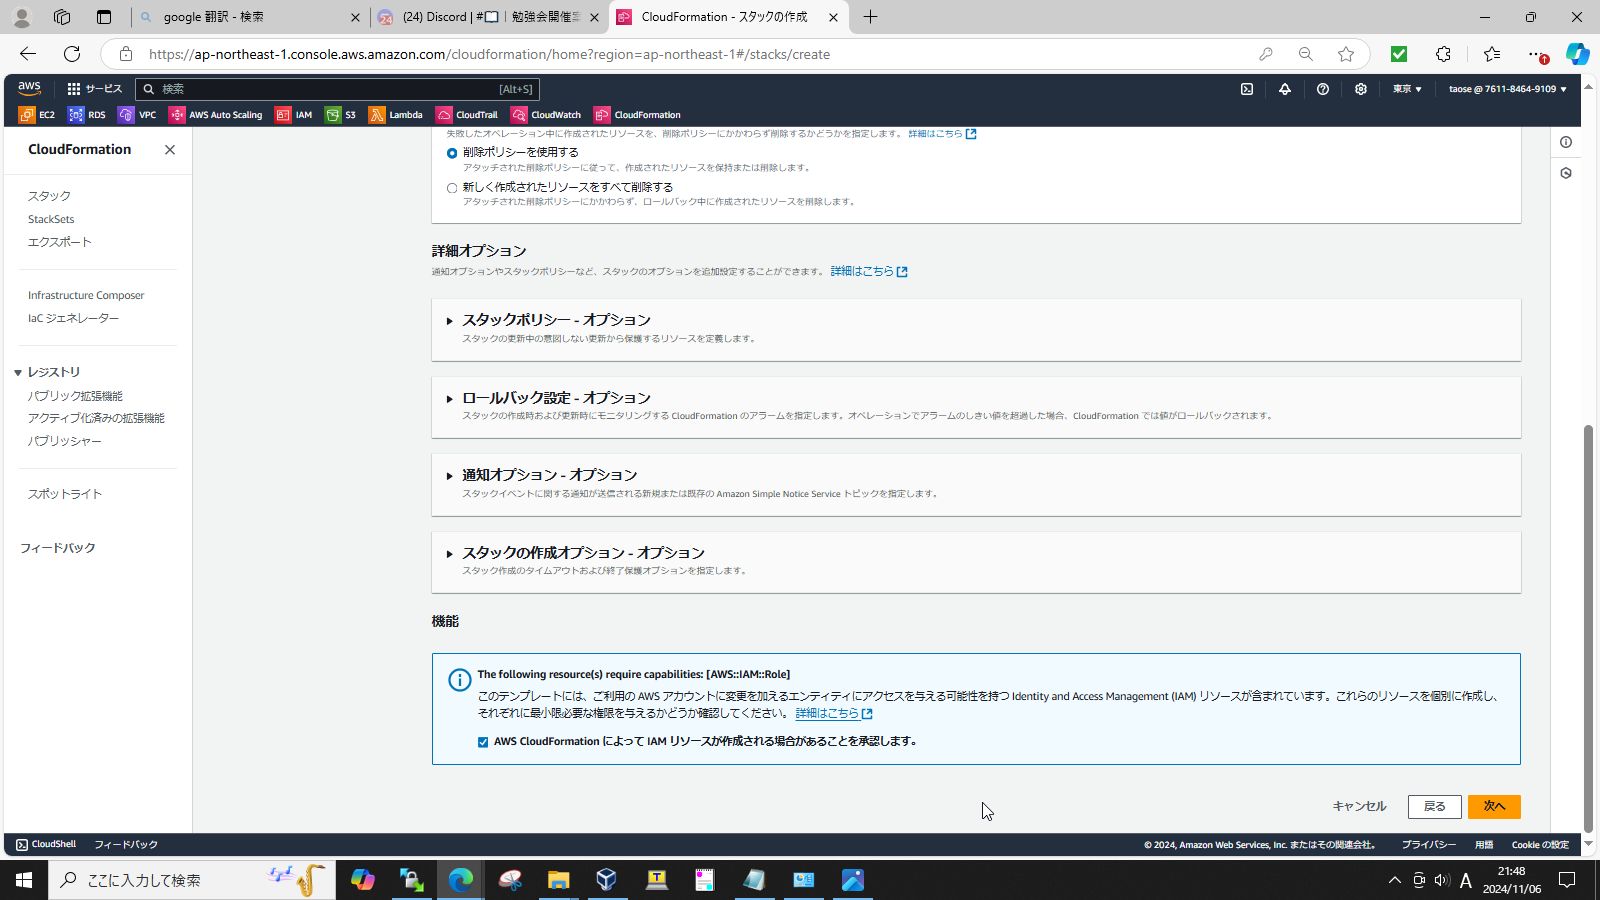 google 翻訳 - 検索
(24) Discord | #📖｜勉強会開催案
CloudFormation - スタックの作成
https://ap-northeast-1.console.aws.amazon.com/cloudformation/home?region=ap-northeast-1#/stacks/create
aws
サービス
検索
[Alt+S]
東京 ▼
taose @ 7611-8464-9109 ▼
EC2
RDS
VPC
AWS Auto Scaling
IAM
S3
Lambda
CloudTrail
CloudWatch
CloudFormation
CloudFormation
スタック
StackSets
エクスポート
Infrastructure Composer
IaC ジェネレーター
レジストリ
パブリック拡張機能
アクティブ化済みの拡張機能
パブリッシャー
スポットライト
フィードバック
失敗したオペレーション中に作成されたリソースを、削除ポリシーにかかわらず削除するかどうかを指定します。 詳細はこちら
削除ポリシーを使用する
アタッチされた削除ポリシーに従って、作成されたリソースを保持または削除します。
新しく作成されたリソースをすべて削除する
アタッチされた削除ポリシーにかかわらず、ロールバック中に作成されたリソースを削除します。
詳細オプション
通知オプションやスタックポリシーなど、スタックのオプションを追加設定することができます。 詳細はこちら
スタックポリシー - オプション
スタックの更新中の意図しない更新から保護するリソースを定義します。
ロールバック設定 - オプション
スタックの作成時および更新時にモニタリングする CloudFormation のアラームを指定します。オペレーションでアラームのしきい値を超過した場合、CloudFormation では値がロールバックされます。
通知オプション - オプション
スタックイベントに関する通知が送信される新規または既存の Amazon Simple Notice Service トピックを指定します。
スタックの作成オプション - オプション
スタック作成のタイムアウトおよび終了保護オプションを指定します。
機能
The following resource(s) require capabilities: [AWS::IAM::Role]
このテンプレートには、ご利用の AWS アカウントに変更を加えるエンティティにアクセスを与える可能性を持つ Identity and Access Management (IAM) リソースが含まれています。これらのリソースを個別に作成し、
それぞれに最小限必要な権限を与えるかどうか確認してください。 詳細はこちら
AWS CloudFormation によって IAM リソースが作成される場合があることを承認します。
キャンセル
戻る
次へ
CloudShell
フィードバック
© 2024, Amazon Web Services, Inc. またはその関連会社。
プライバシー
用語
Cookie の設定
ここに入力して検索
A
21:48
2024/11/06